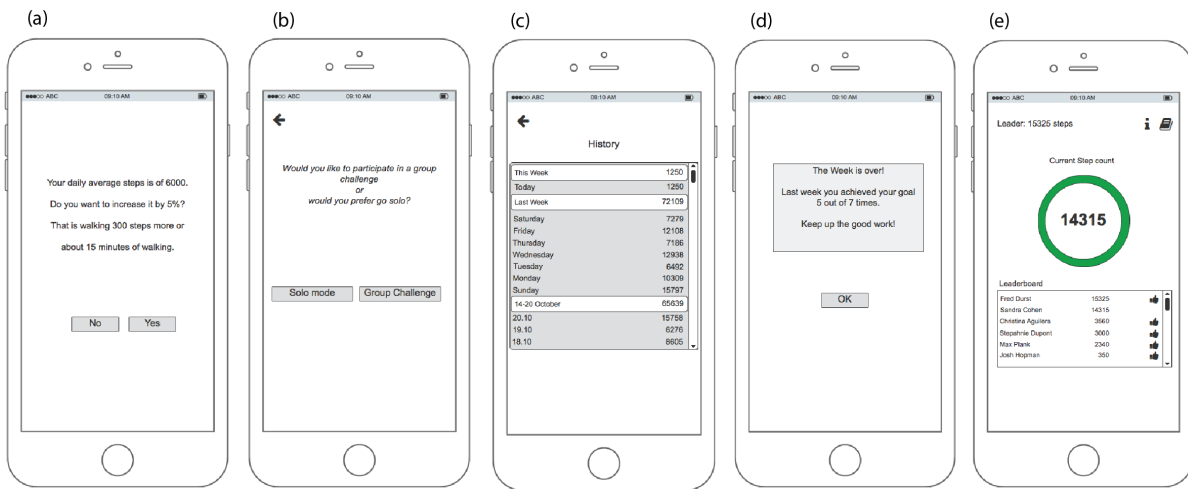 (a)
●●●○○ ABC 09:10 AM
Your daily average steps is of 6000.
Do you want to increase it by 5%?
That is walking 300 steps more or
about 15 minutes of walking.
No Yes
(b)
●●●○○ ABC 09:10 AM
Would you like to participate in a group
challenge
or
would you prefer go solo?
Solo mode Group Challenge
(c)
●●●○○ ABC 09:10 AM
History
This Week 1250
Today 1250
Last Week 72109
Saturday 7279
Friday 12108
Thursday 7186
Wednesday 12938
Tuesday 6492
Monday 10309
Sunday 15797
14-20 October 65639
20.10 15758
19.10 6276
18.10 8605
(d)
●●●○○ ABC 09:10 AM
The Week is over!
Last week you achieved your goal
5 out of 7 times.
Keep up the good work!
OK
(e)
●●●○○ ABC 09:10 AM
Leader: 15325 steps i
Current Step count
14315
Leaderboard
Fred Durst 15325
Sandra Cohen 14315
Christina Aguilers 3560
Stepahnie Dupont 3000
Max Plank 2340
Josh Hopman 350